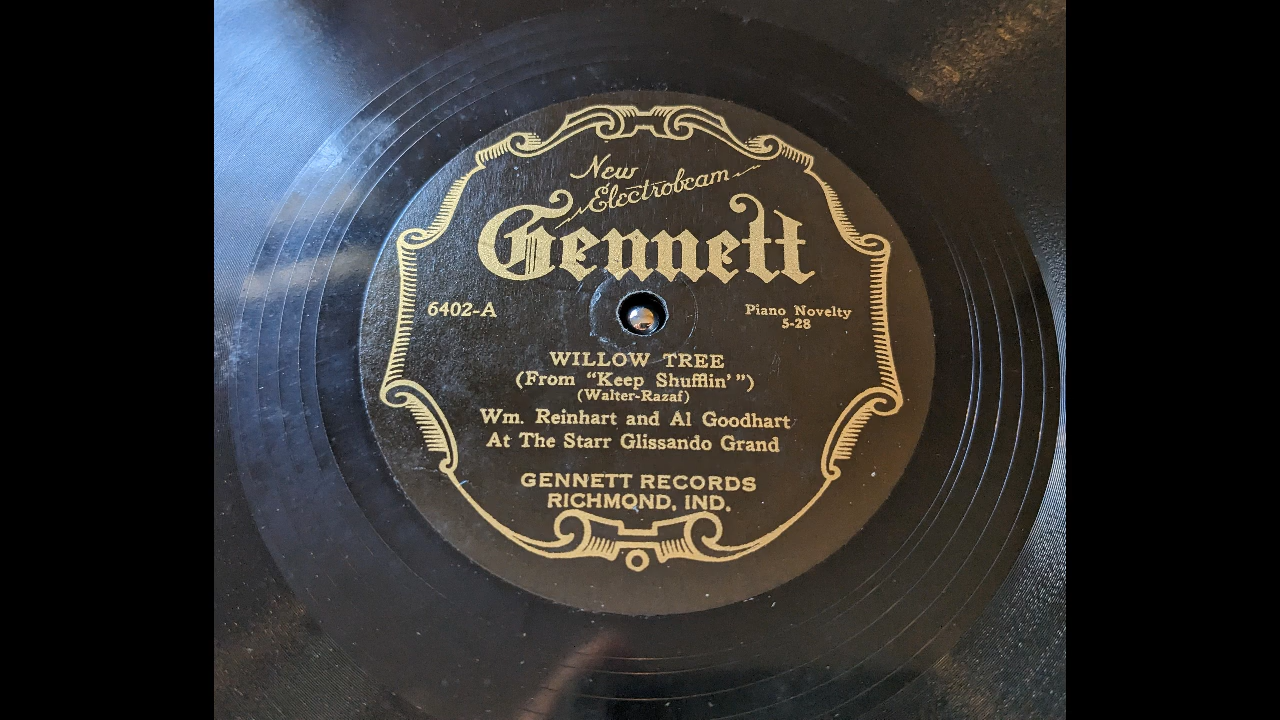 New
Electrobeam
Gennett
6402-A
Piano Novelty
5-28
WILLOW TREE
(From "Keep Shufflin'")
(Walter-Razaf)
Wm. Reinhart and Al Goodhart
At The Starr Glissando Grand
GENNETT RECORDS
RICHMOND, IND.